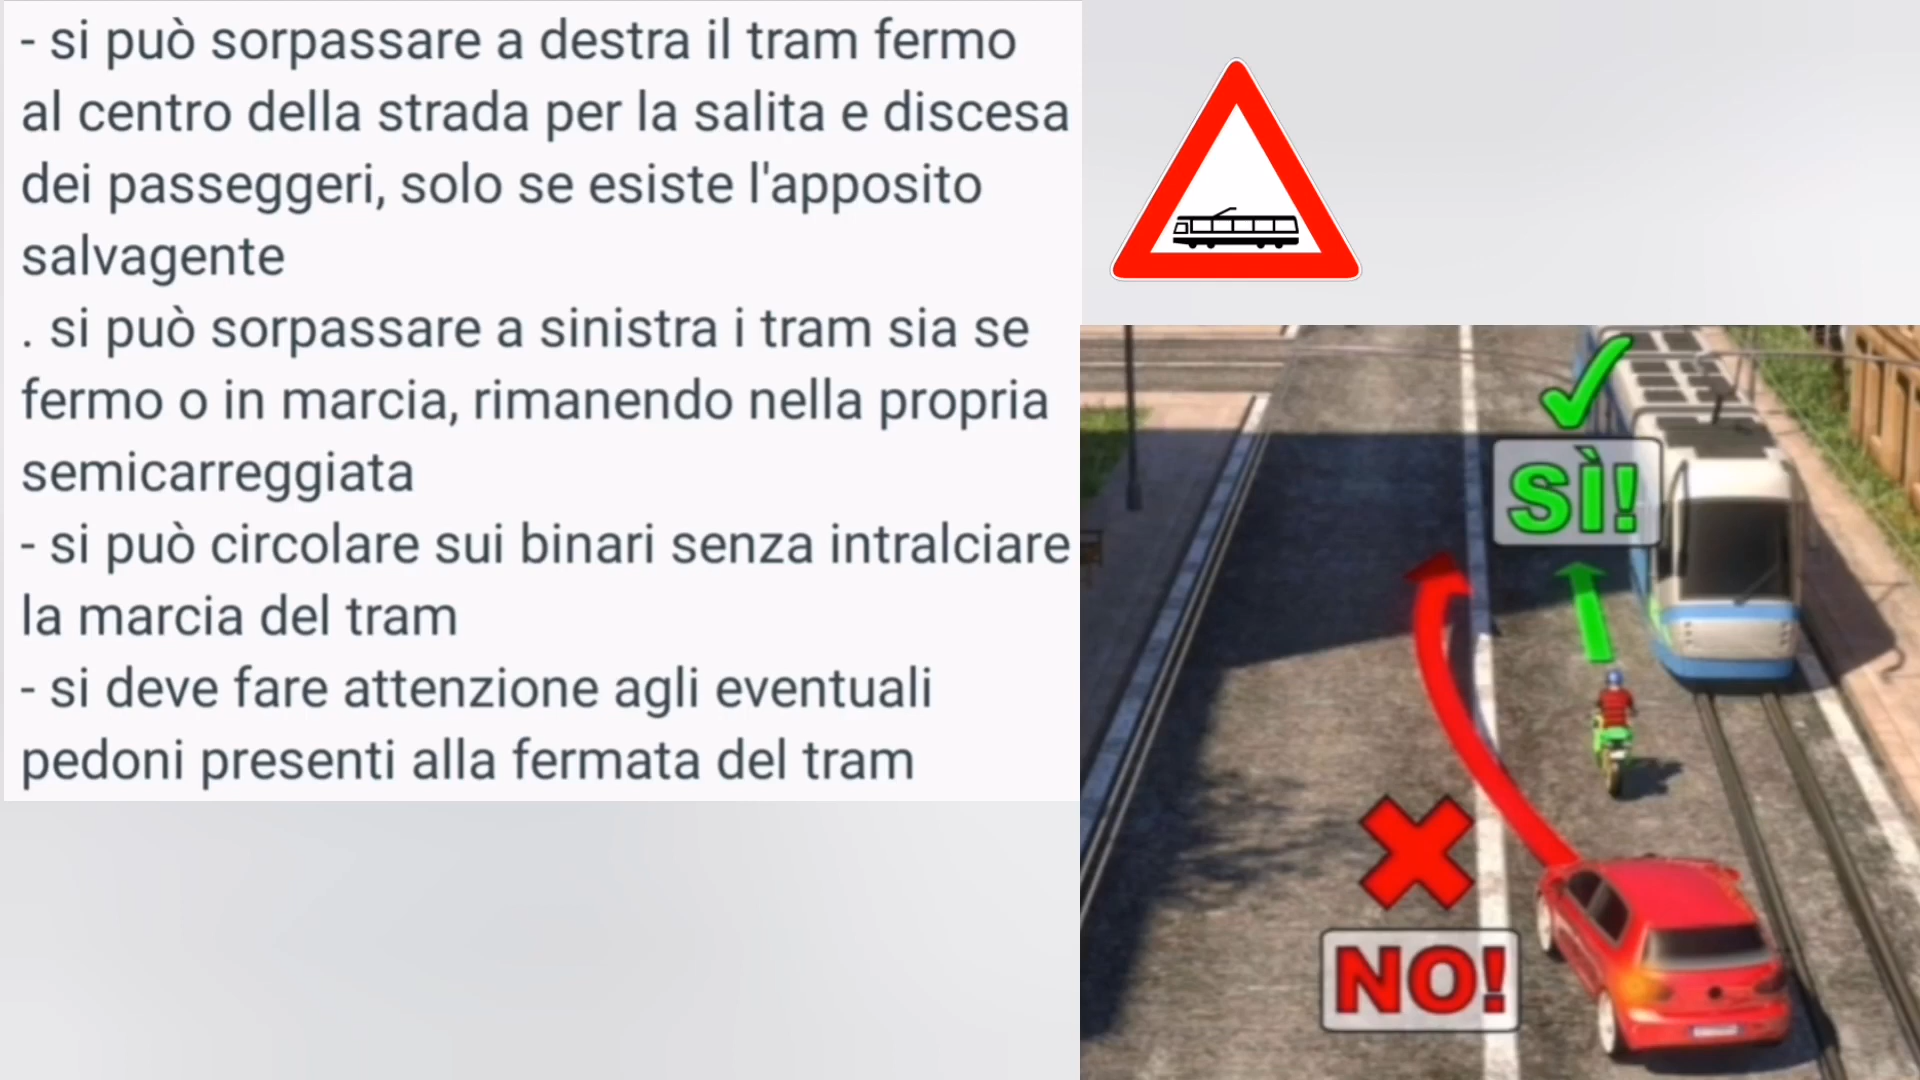 - si può sorpassare a destra il tram fermo
al centro della strada per la salita e discesa
dei passeggeri, solo se esiste l'apposito
salvagente
. si può sorpassare a sinistra i tram sia se
fermo o in marcia, rimanendo nella propria
semicarreggiata
- si può circolare sui binari senza intralciare
la marcia del tram
- si deve fare attenzione agli eventuali
pedoni presenti alla fermata del tram
SÌ!
NO!